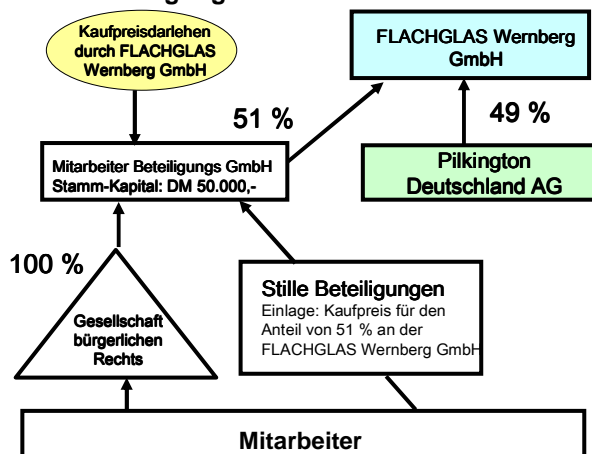 Kaufpreisdarlehen
durch FLACHGLAS
Wernberg GmbH
FLACHGLAS Wernberg
GmbH
51 %
49 %
Mitarbeiter Beteiligungs GmbH
Stamm-Kapital: DM 50.000,-
Pilkington
Deutschland AG
100 %
Gesellschaft
bürgerlichen
Rechts
Stille Beteiligungen
Einlage: Kaufpreis für den
Anteil von 51 % an der
FLACHGLAS Wernberg GmbH
Mitarbeiter